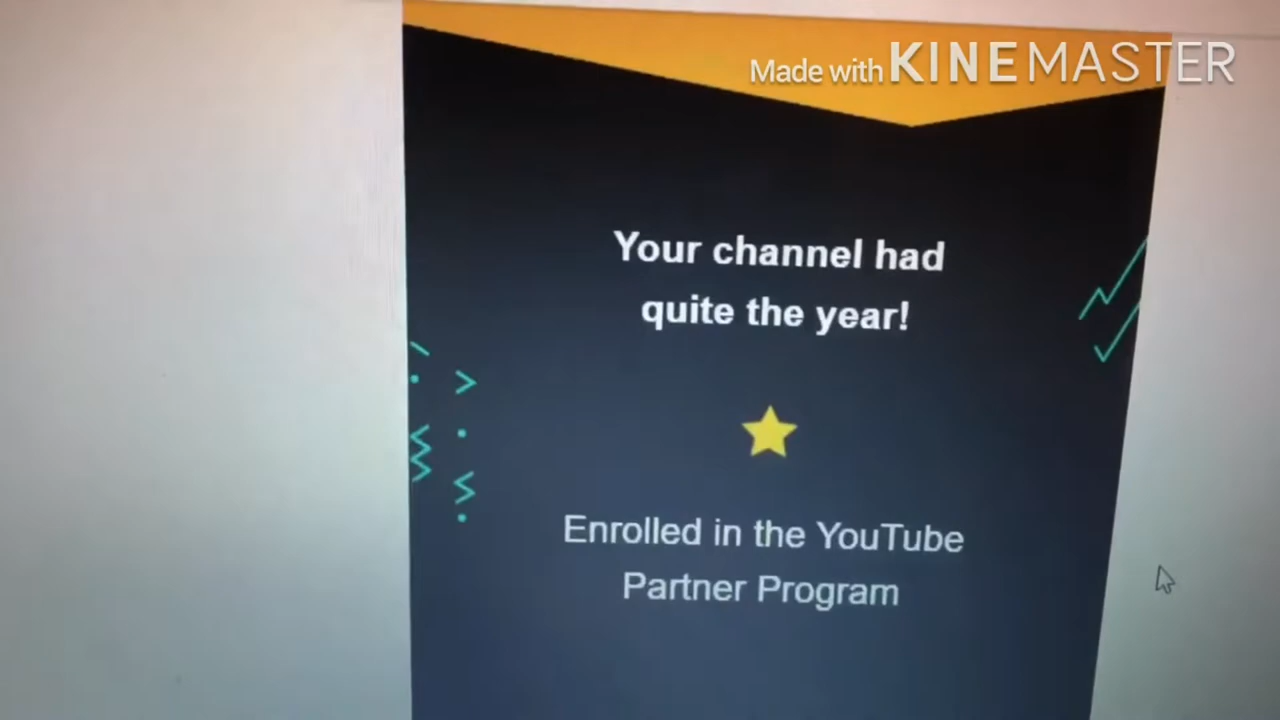 Made with KINEMASTER
Your channel had
quite the year!
Enrolled in the YouTube
Partner Program